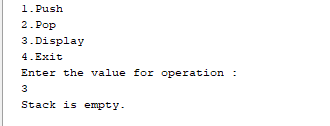 1.Push
2.Pop
3.Display
4.Exit
Enter the value for operation :
3
Stack is empty.